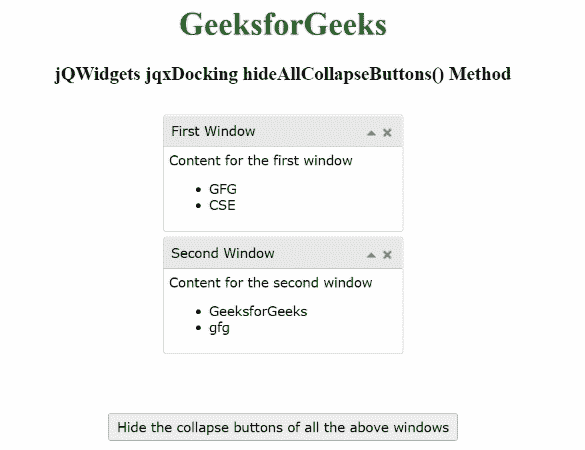 GeeksforGeeks
jQWidgets jqxDocking hideAllCollapseButtons() Method
First Window
Content for the first window
GFG
CSE
Second Window
Content for the second window
GeeksforGeeks
gfg
Hide the collapse buttons of all the above windows